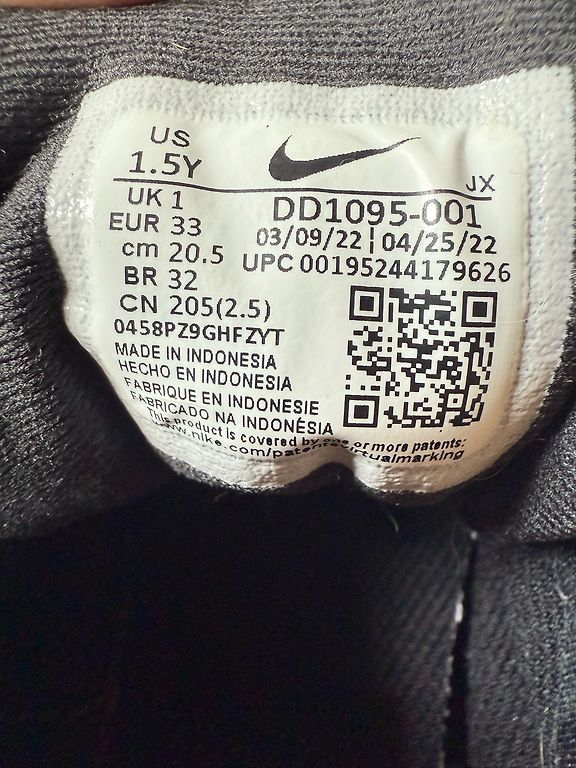 US
1.5Y
JX
UK 1
EUR 33
cm 20.5
BR 32
CN 205(2.5)
DD1095-001
03/09/22 | 04/25/22
UPC 00195244179626
0458PZ9GHFZYT
MADE IN INDONESIA
HECHO EN INDONESIA
FABRIQUE EN INDONESIE
FABRICADO NA INDONÉSIA
This product is covered by one or more patents:
www.nike.com/patentsvirtualmarking